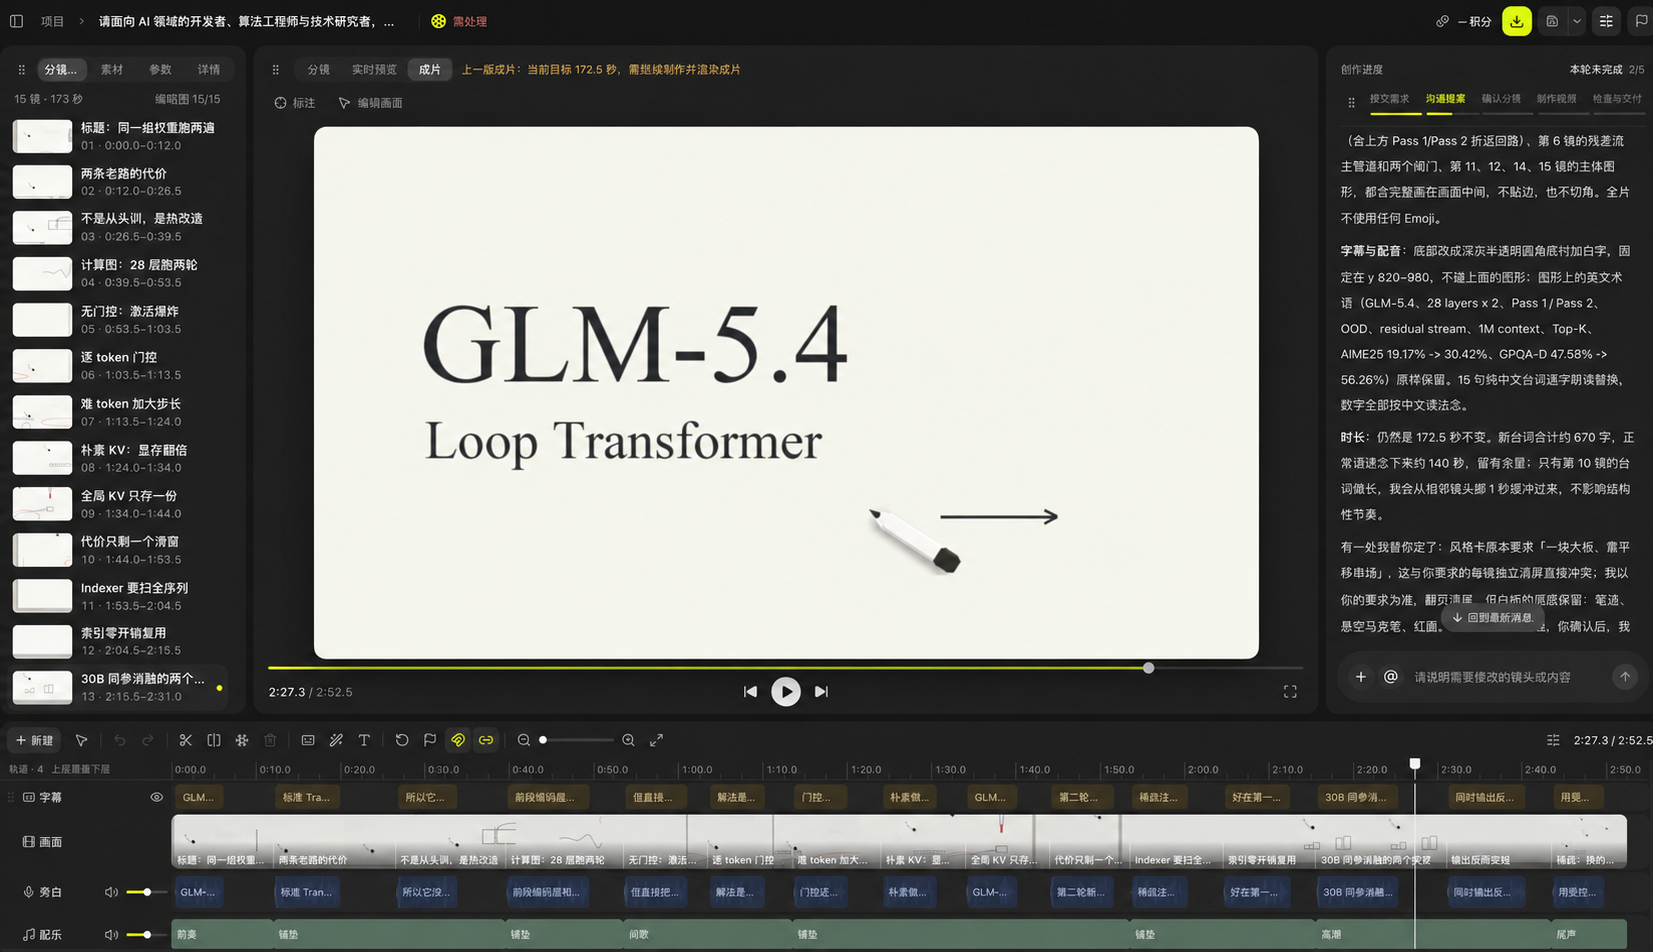 项目 > 请面向 AI 领域的开发者、算法工程师与技术研究者，...
需处理
一积分
分镜... 素材 参数 详情
15 镜 · 173 秒 编略图 15/15
标题：同一组权重跑两遍
01 · 0:00.0–0:12.0
两条老路的代价
02 · 0:12.0–0:26.5
不是从头训，是热改造
03 · 0:26.5–0:39.5
计算图：28 层跑两轮
04 · 0:39.5–0:53.5
无门控：激活爆炸
05 · 0:53.5–1:03.5
逐 token 门控
06 · 1:03.5–1:13.5
难 token 加大步长
07 · 1:13.5–1:24.0
朴素 KV：显存翻倍
08 · 1:24.0–1:34.0
全局 KV 只存一份
09 · 1:34.0–1:44.0
代价只剩一个滑窗
10 · 1:44.0–1:53.5
Indexer 要扫全序列
11 · 1:53.5–2:04.5
索引零开销复用
12 · 2:04.5–2:15.5
30B 同参消融的两个...
13 · 2:15.5–2:31.0
分镜 实时预览 成片 上一版成片：当前目标 172.5 秒，需继续制作并渲染成片
标注 编辑画面
GLM-5.4
Loop Transformer
2:27.3 / 2:52.5
创作进度 本轮未完成 2/5
提交需求 沟通提案 确认分镜 制作视频 检查与交付
（含上方 Pass 1/Pass 2 折返回路）、第 6 镜的残差流
主管道和两个阀门，第 11、12、14、15 镜的主体图
形，都含完整画在画面中间，不贴边，也不切角。全片
不使用任何 Emoji。
字幕与配音：底部改成深灰半透明圆角底衬加白字，固
定在 y 820–980，不碰上面的图形；图形上的英文术
语（GLM-5.4、28 layers x 2、Pass 1 / Pass 2、
OOD、residual stream、1M context、Top-K、
AIME25 19.17% -> 30.42%、GPQA-D 47.58% ->
56.26%）原样保留。15 句纯中文台词逐字朗读替换，
数字全部按中文读法念。
时长：仍然是 172.5 秒不变。新台词合计约 670 字，正
常语速念下来约 140 秒，留有余量；只有第 10 镜的台
词偏长，我会从相邻镜头挪 1 秒缓冲过来，不影响结构
性节奏。
有一处我替你定了：风格卡原本要求「一块大板、靠平
移串场」，这与你要求的每镜独立清屏直接冲突；我以
你的要求为准，翻页清屏，但白板的质感保留：笔迹、
悬空马克笔、红面。 ，你确认后，我
↓ 回到最新消息
+ @ 请说明需要修改的镜头或内容
+ 新建
2:27.3 / 2:52.5
轨道 · 4 上层覆盖下层 0:00.0 0:10.0 0:20.0 0:30.0 0:40.0 0:50.0 1:00.0 1:10.0 1:20.0 1:30.0 1:40.0 1:50.0 2:00.0 2:10.0 2:20.0 2:30.0 2:40.0 2:50.0
字幕 GLM... 标准 Tra... 所以它... 前段编码层... 但直接... 解法是... 门控... 朴素做... GLM... 第二轮... 稀疏注... 好在第一... 30B 同参消... 同时输出反... 用受...
画面 标题：同一组权重... 两条老路的代价 不是从头训，是热改造 计算图：28 层跑两轮 无门控：激活... 逐 token 门控 难 token 加大... 朴素 KV：显... 全局 KV 只存... 代价只剩一个... Indexer 要扫全... 索引零开销复用 30B 同参消融的两个突破 输出反而变短 稀疏：换的...
旁白 GLM-... 标准 Tran... 所以它没... 前段编码层和... 但直接把... 解法是... 门控还... 朴素做... GLM-... 第二轮新... 稀疏注... 好在第一... 30B 同参消融... 同时输出反... 用受控...
配乐 前奏 铺垫 铺垫 间歇 铺垫 铺垫 高潮 尾声